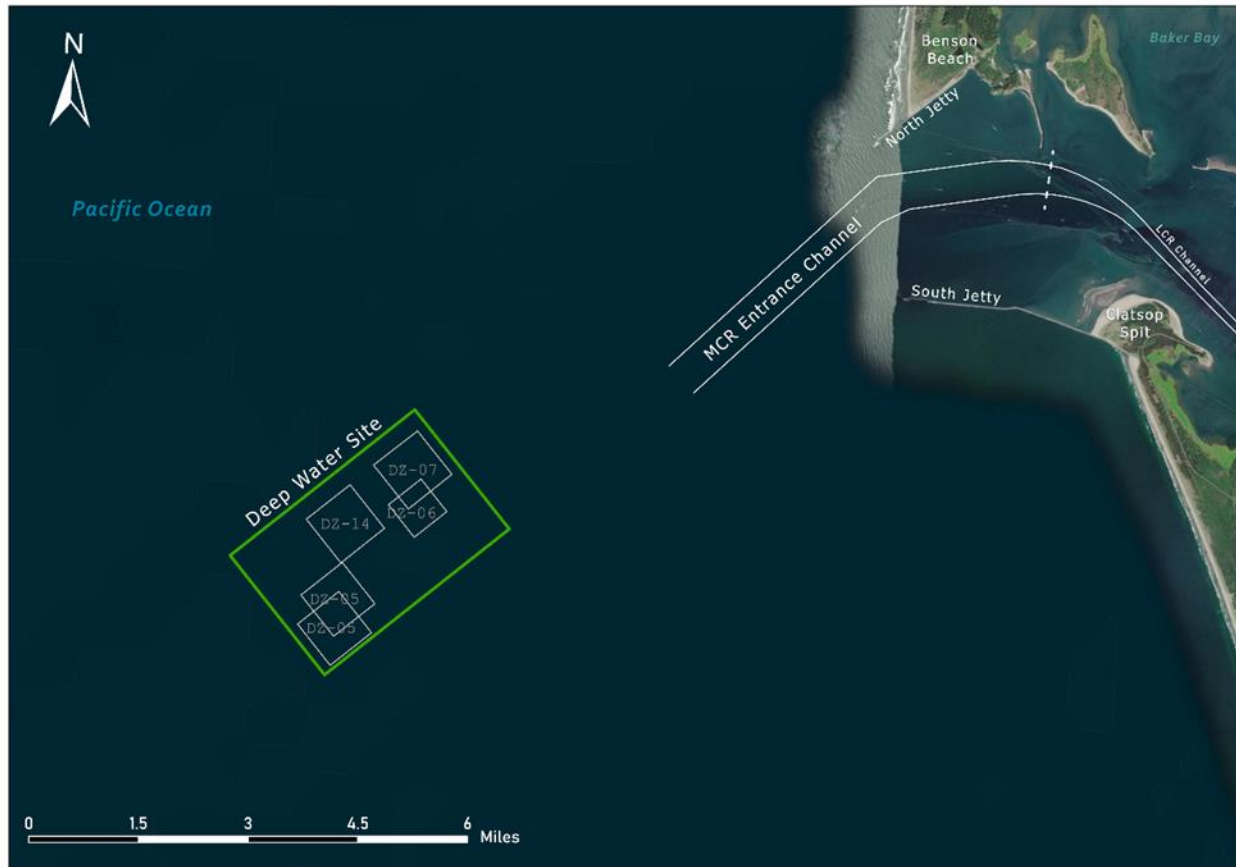 N
Benson
Beach
Baker Bay
North Jetty
Pacific Ocean
MCR Entrance Channel
LCR Channel
South Jetty
Clatsop
Spit
Deep Water Site
DZ-07
DZ-06
DZ-14
DZ-05
DZ-05
0
1.5
3
4.5
6
Miles